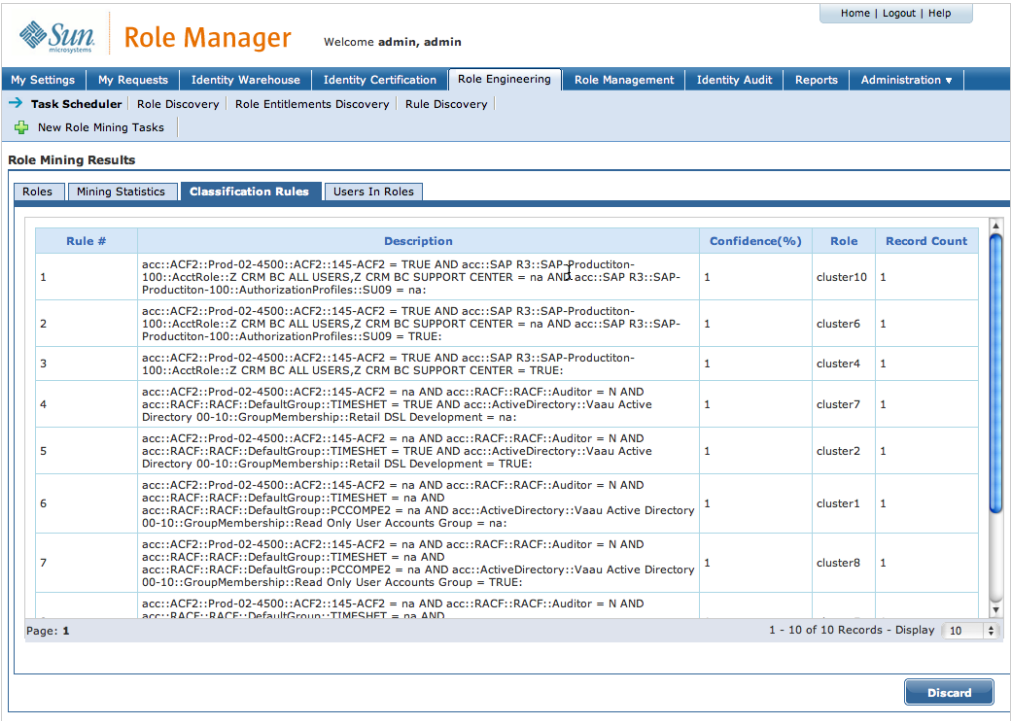 Home | Logout | Help
Sun
microsystems
Role Manager
Welcome admin, admin
My Settings
My Requests
Identity Warehouse
Identity Certification
Role Engineering
Role Management
Identity Audit
Reports
Administration ▼
Task Scheduler
Role Discovery
Role Entitlements Discovery
Rule Discovery
New Role Mining Tasks
Role Mining Results
Roles
Mining Statistics
Classification Rules
Users In Roles
Rule # Description Confidence(%) Role Record Count
1
acc::ACF2::Prod-02-4500::ACF2::145-ACF2 = TRUE AND acc::SAP R3::SAP-Productiton-
100::AcctRole::Z CRM BC ALL USERS,Z CRM BC SUPPORT CENTER = na AND acc::SAP R3::SAP-
Productiton-100::AuthorizationProfiles::SU09 = na:
1 cluster10 1
2
acc::ACF2::Prod-02-4500::ACF2::145-ACF2 = TRUE AND acc::SAP R3::SAP-Productiton-
100::AcctRole::Z CRM BC ALL USERS,Z CRM BC SUPPORT CENTER = na AND acc::SAP R3::SAP-
Productiton-100::AuthorizationProfiles::SU09 = TRUE:
1 cluster6 1
3
acc::ACF2::Prod-02-4500::ACF2::145-ACF2 = TRUE AND acc::SAP R3::SAP-Productiton-
100::AcctRole::Z CRM BC ALL USERS,Z CRM BC SUPPORT CENTER = TRUE:
1 cluster4 1
4
acc::ACF2::Prod-02-4500::ACF2::145-ACF2 = na AND acc::RACF::RACF::Auditor = N AND
acc::RACF::RACF::DefaultGroup::TIMESHET = TRUE AND acc::ActiveDirectory::Vaau Active
Directory 00-10::GroupMembership::Retail DSL Development = na:
1 cluster7 1
5
acc::ACF2::Prod-02-4500::ACF2::145-ACF2 = na AND acc::RACF::RACF::Auditor = N AND
acc::RACF::RACF::DefaultGroup::TIMESHET = TRUE AND acc::ActiveDirectory::Vaau Active
Directory 00-10::GroupMembership::Retail DSL Development = TRUE:
1 cluster2 1
6
acc::ACF2::Prod-02-4500::ACF2::145-ACF2 = na AND acc::RACF::RACF::Auditor = N AND
acc::RACF::RACF::DefaultGroup::TIMESHET = na AND
acc::RACF::RACF::DefaultGroup::PCCOMPE2 = na AND acc::ActiveDirectory::Vaau Active Directory
00-10::GroupMembership::Read Only User Accounts Group = na:
1 cluster1 1
7
acc::ACF2::Prod-02-4500::ACF2::145-ACF2 = na AND acc::RACF::RACF::Auditor = N AND
acc::RACF::RACF::DefaultGroup::TIMESHET = na AND
acc::RACF::RACF::DefaultGroup::PCCOMPE2 = na AND acc::ActiveDirectory::Vaau Active Directory
00-10::GroupMembership::Read Only User Accounts Group = TRUE:
1 cluster8 1
acc::ACF2::Prod-02-4500::ACF2::145-ACF2 = na AND acc::RACF::RACF::Auditor = N AND
acc::RACF::RACF::DefaultGroup::TIMESHET = na AND
Page: 1
1 - 10 of 10 Records - Display 10
Discard